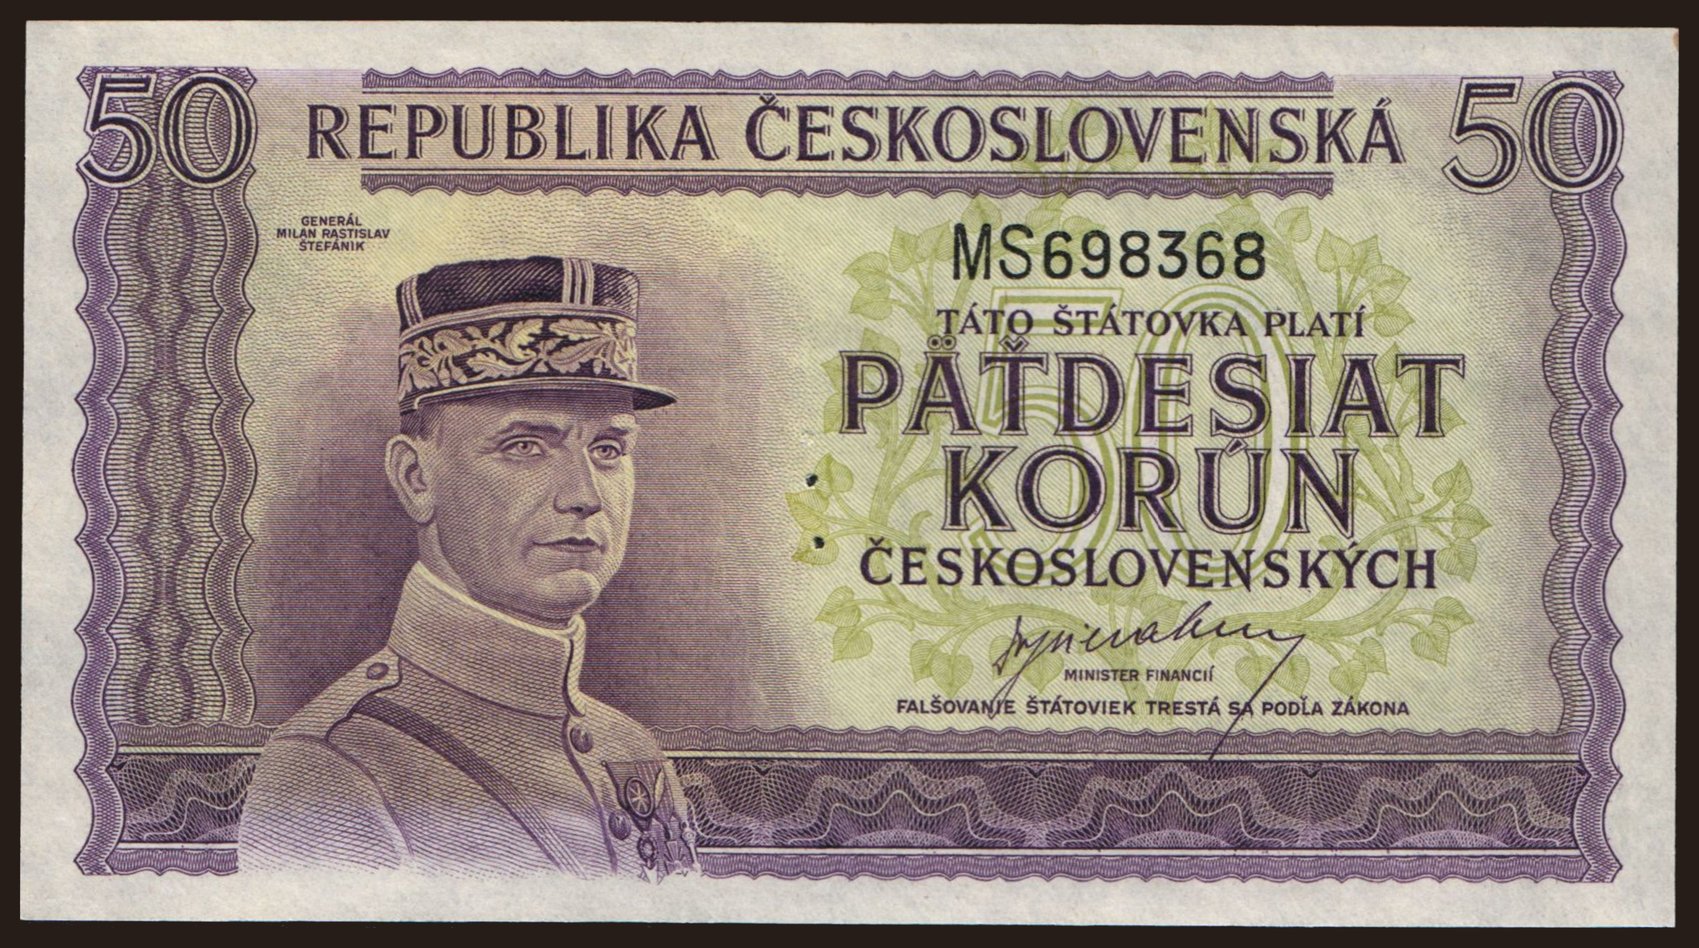 50 REPUBLIKA ČESKOSLOVENSKÁ 50
GENERÁL
MILAN RASTISLAV
ŠTEFÁNIK
MS698368
TÁTO ŠTÁTOVKA PLATÍ
50
PÄŤDESIAT
KORÚN
ČESKOSLOVENSKÝCH
MINISTER FINANCIÍ
FALŠOVANIE ŠTÁTOVIEK TRESTÁ SA PODĽA ZÁKONA